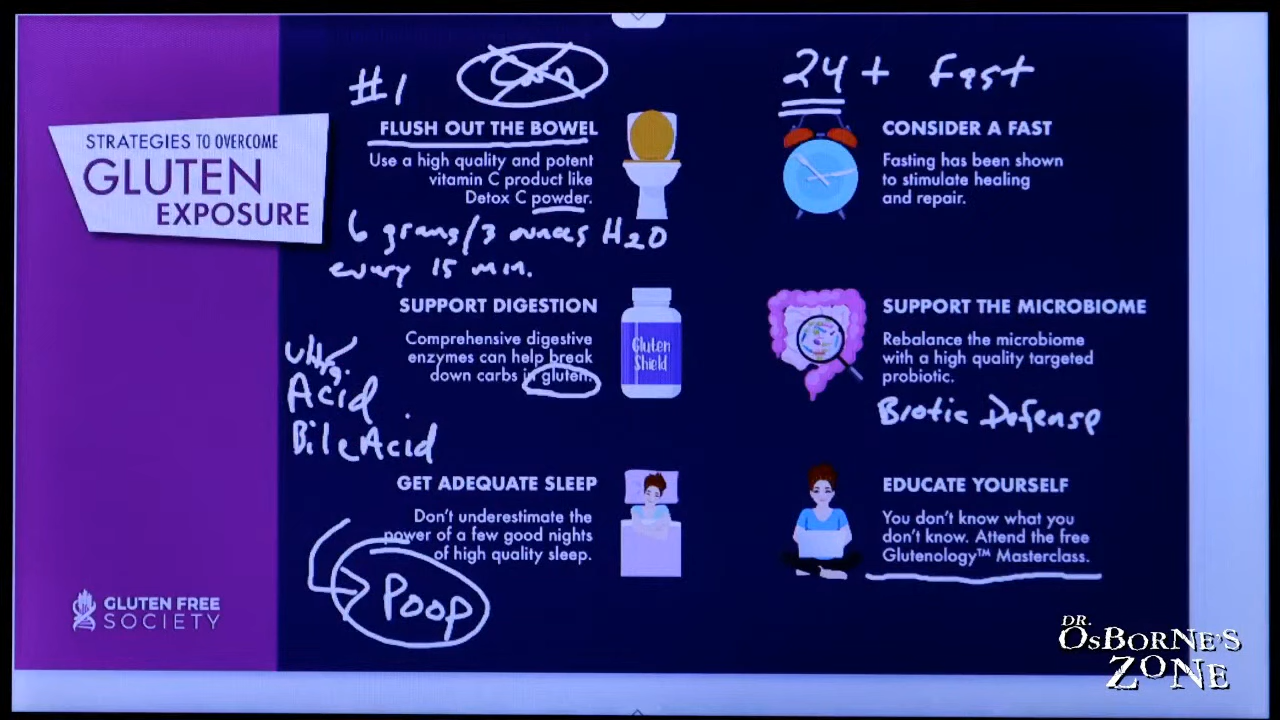 STRATEGIES TO OVERCOME
GLUTEN
EXPOSURE
#1
FLUSH OUT THE BOWEL
Use a high quality and potent
vitamin C product like
Detox C powder.
6 grams/3 ounces H2O
every 15 min.
SUPPORT DIGESTION
Comprehensive digestive
enzymes can help break
down carbs in gluten.
Gluten
Shield
Acid
Bile Acid
GET ADEQUATE SLEEP
Don't underestimate the
power of a few good nights
of high quality sleep.
Poop
24+ Fast
CONSIDER A FAST
Fasting has been shown
to stimulate healing
and repair.
SUPPORT THE MICROBIOME
Rebalance the microbiome
with a high quality targeted
probiotic.
Biotic Defense
EDUCATE YOURSELF
You don't know what you
don't know. Attend the free
Glutenology™ Masterclass.
GLUTEN FREE
SOCIETY
DR.
OSBORNE'S
ZONE